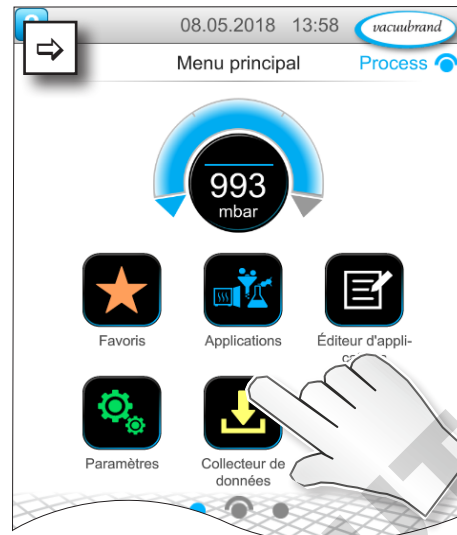 08.05.2018 13:58 vacuubrand
Menu principal Process
993
mbar
Favoris Applications Éditeur d'appli-
Paramètres Collecteur de
données